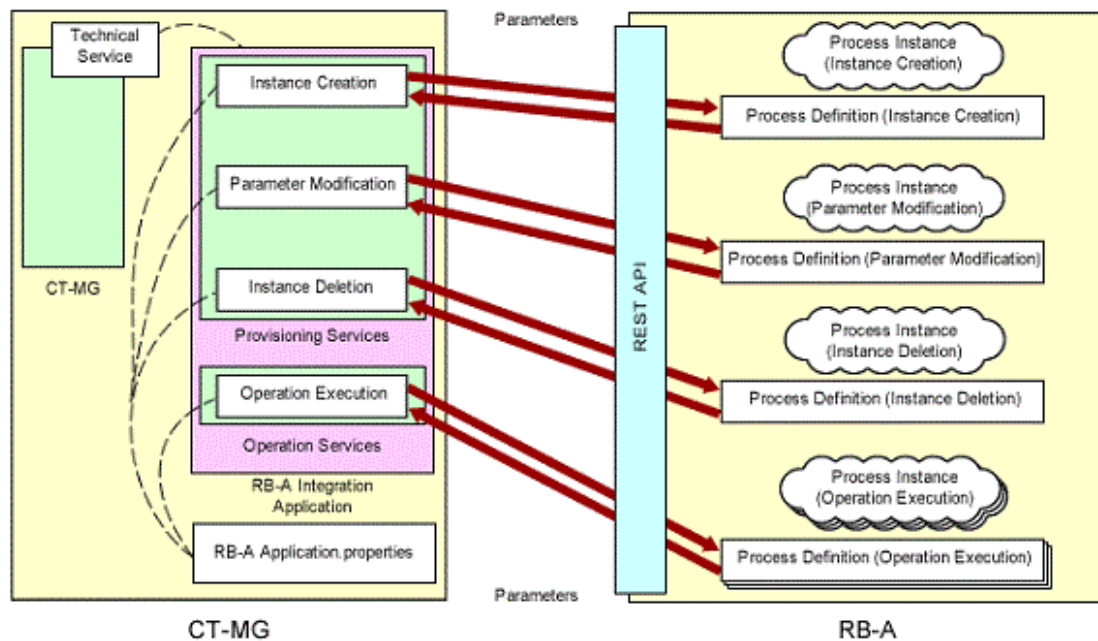 Technical
Service
CT-MG
Instance Creation
Parameter Modification
Instance Deletion
Provisioning Services
Operation Execution
Operation Services
RB-A Integration
Application
RB-A Application.properties
CT-MG
Parameters
Parameters
REST API
Process Instance
(Instance Creation)
Process Definition (Instance Creation)
Process Instance
(Parameter Modification)
Process Definition (Parameter Modification)
Process Instance
(Instance Deletion)
Process Definition (Instance Deletion)
Process Instance
(Operation Execution)
Process Definition (Operation Execution)
RB-A